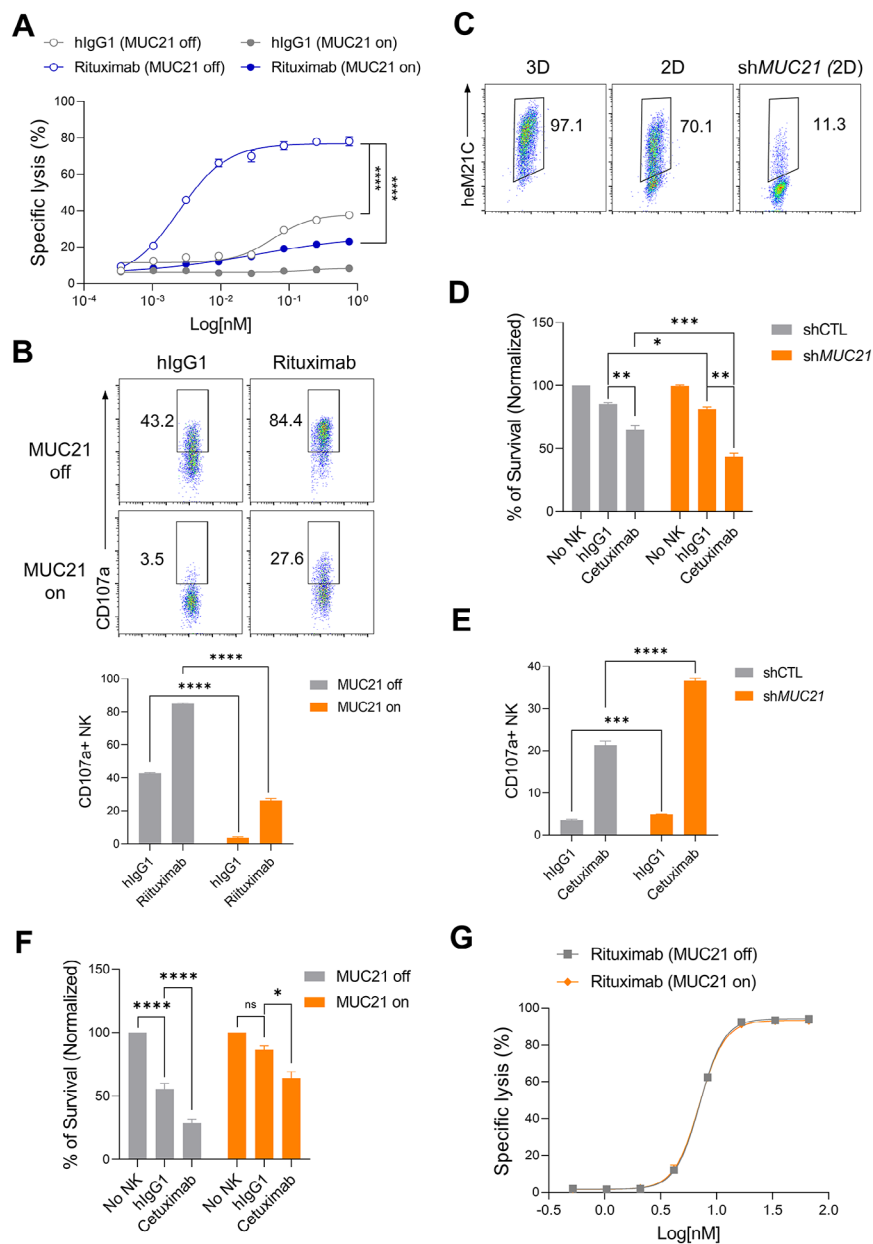 A
hIgG1 (MUC21 off)
hIgG1 (MUC21 on)
Rituximab (MUC21 off)
Rituximab (MUC21 on)
Specific lysis (%)
100
80
60
40
20
0
10-4
10-3
10-2
10-1
100
Log[nM]
****
****
B
hIgG1
Rituximab
MUC21
off
43.2
84.4
MUC21
on
3.5
27.6
CD107a
CD107a+ NK
80
60
40
20
0
****
****
MUC21 off
MUC21 on
hIgG1
Riituximab
hIgG1
Riituximab
C
3D
2D
shMUC21 (2D)
heM21C
97.1
70.1
11.3
D
% of Survival (Normalized)
150
100
50
0
***
*
**
**
shCTL
shMUC21
No NK
hIgG1
Cetuximab
No NK
hIgG1
Cetuximab
E
CD107a+ NK
40
30
20
10
0
****
***
shCTL
shMUC21
hIgG1
Cetuximab
hIgG1
Cetuximab
F
% of Survival (Normalized)
150
100
50
0
****
****
ns
*
MUC21 off
MUC21 on
No NK
hIgG1
Cetuximab
No NK
hIgG1
Cetuximab
G
Rituximab (MUC21 off)
Rituximab (MUC21 on)
Specific lysis (%)
100
80
60
40
20
0
-0.5
0.0
0.5
1.0
1.5
2.0
Log[nM]